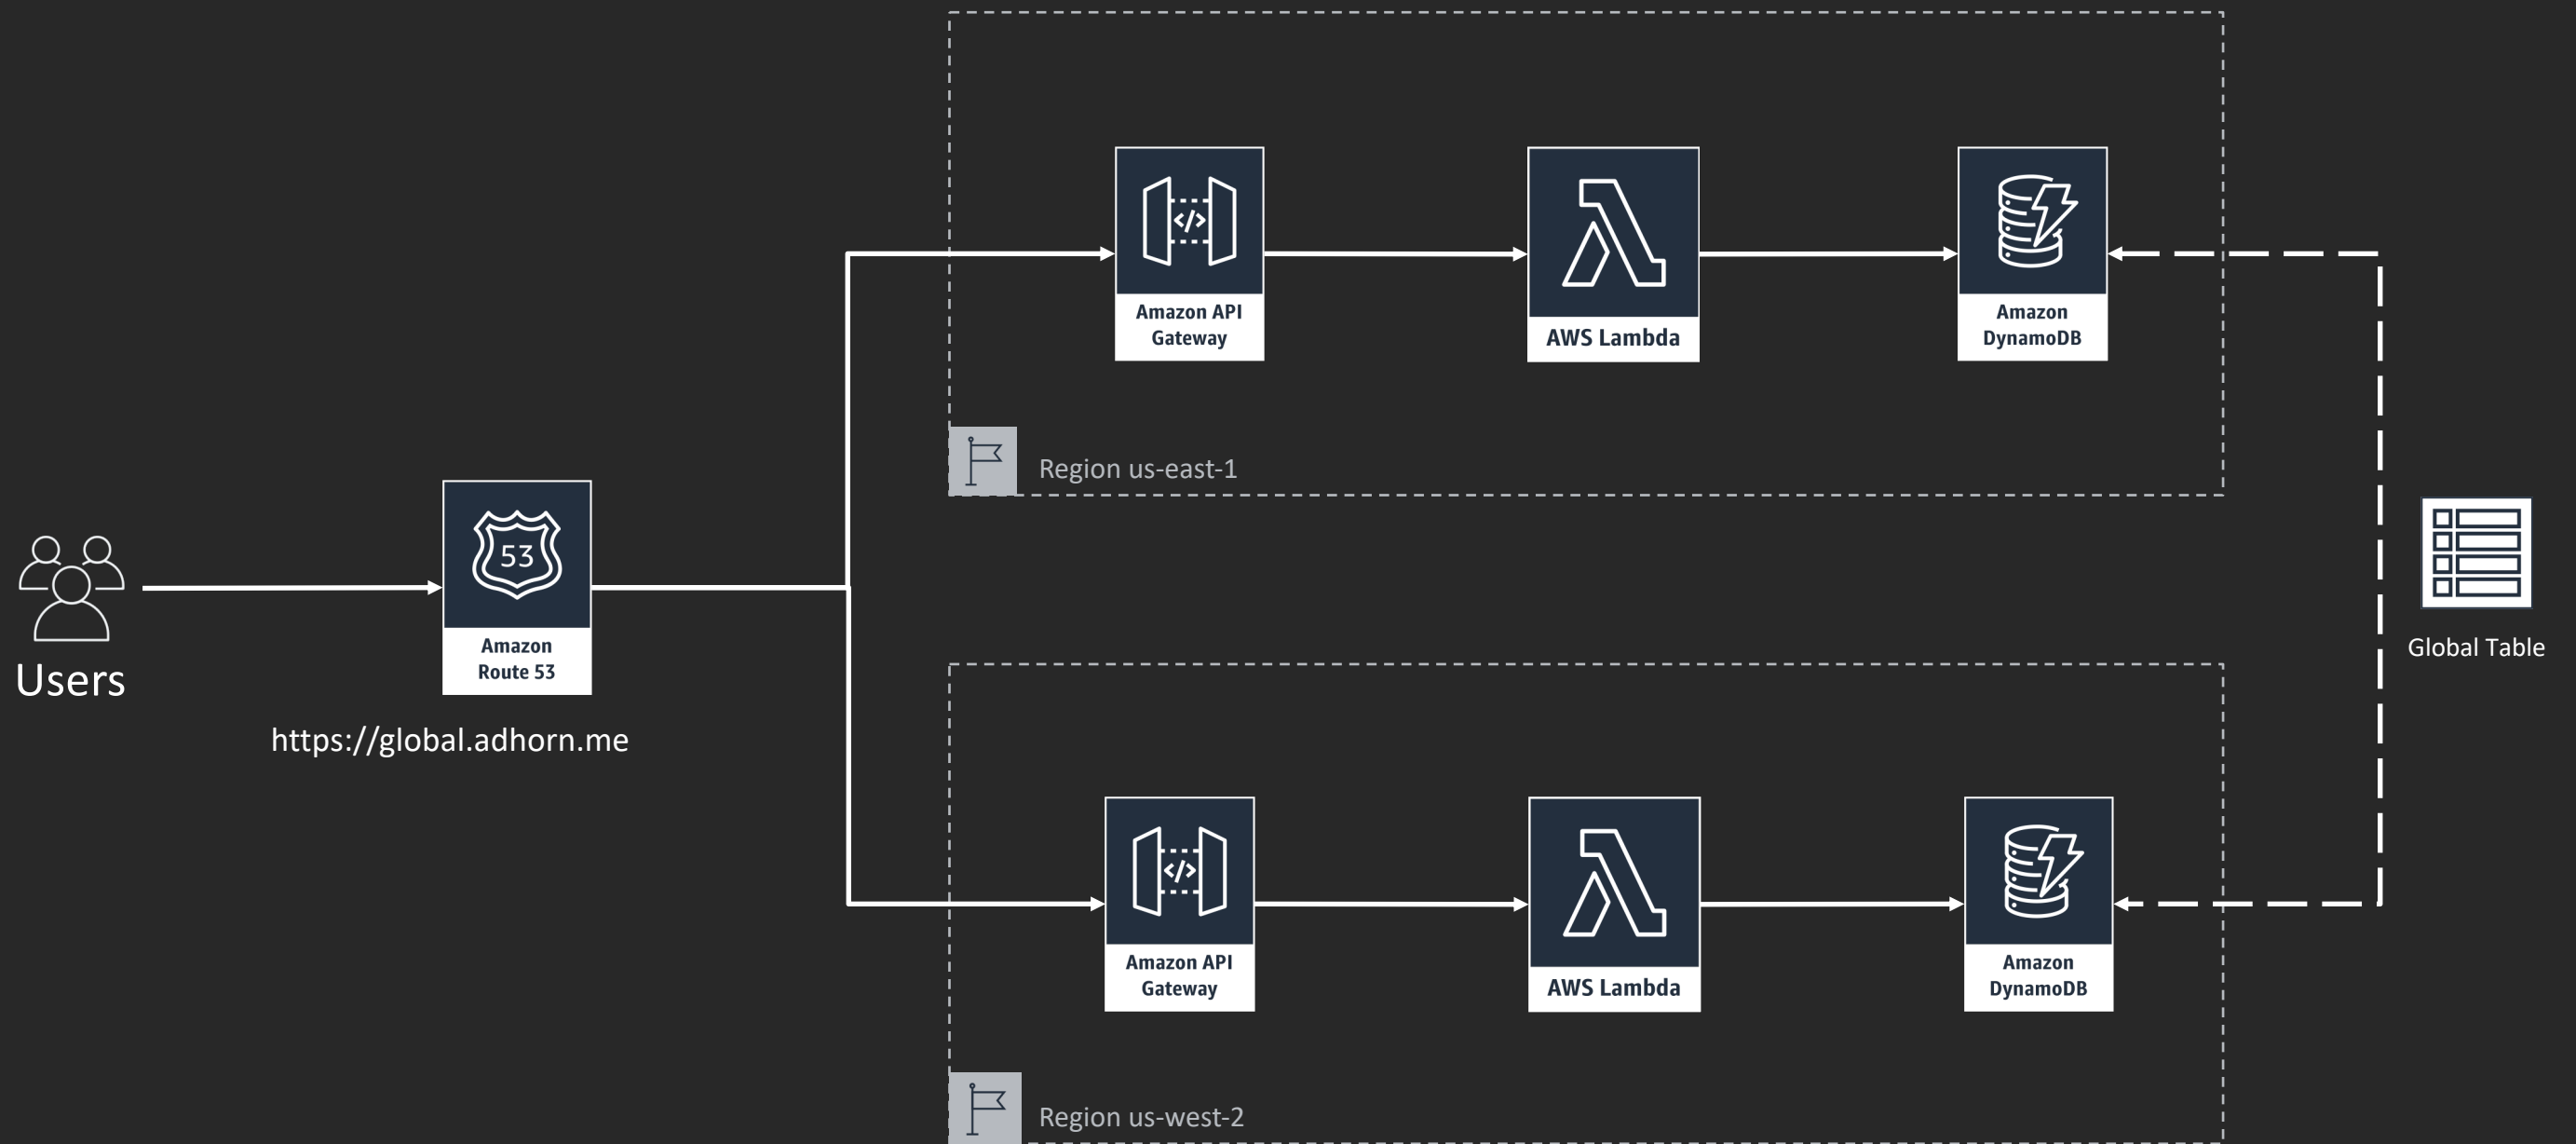 Amazon API
Gateway
AWS Lambda
Amazon
DynamoDB
Region us-east-1
53
Amazon
Route 53
Users
https://global.adhorn.me
Global Table
Amazon API
Gateway
AWS Lambda
Amazon
DynamoDB
Region us-west-2